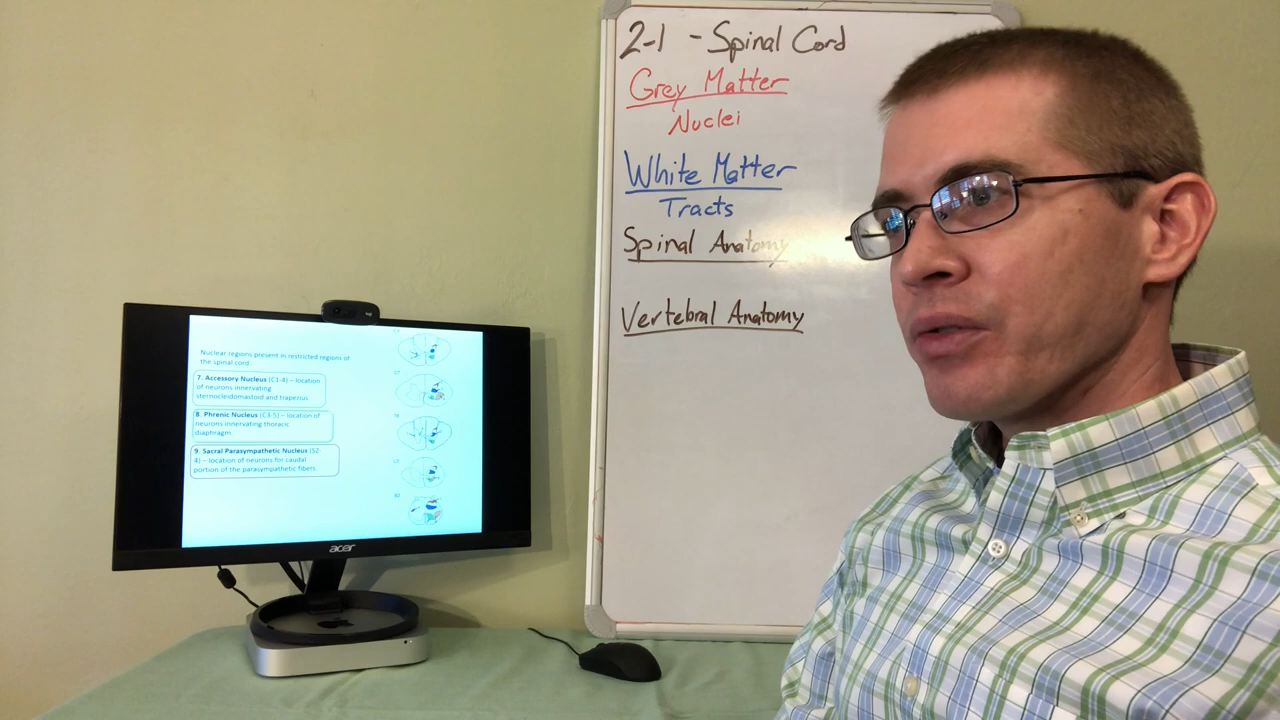 2-1 - Spinal Cord
Grey Matter
Nuclei
White Matter
Tracts
Spinal Anatomy
Vertebral Anatomy
Nuclear regions present in restricted regions of
the spinal cord
7. Accessory Nucleus (C1-4) – location
of neurons innervating
sternocleidomastoid and trapezius
8. Phrenic Nucleus (C3-5) – location of
neurons innervating thoracic
diaphragm.
9. Sacral Parasympathetic Nucleus (S2-
4) – location of neurons for caudal
portion of the parasympathetic fibers.
acer